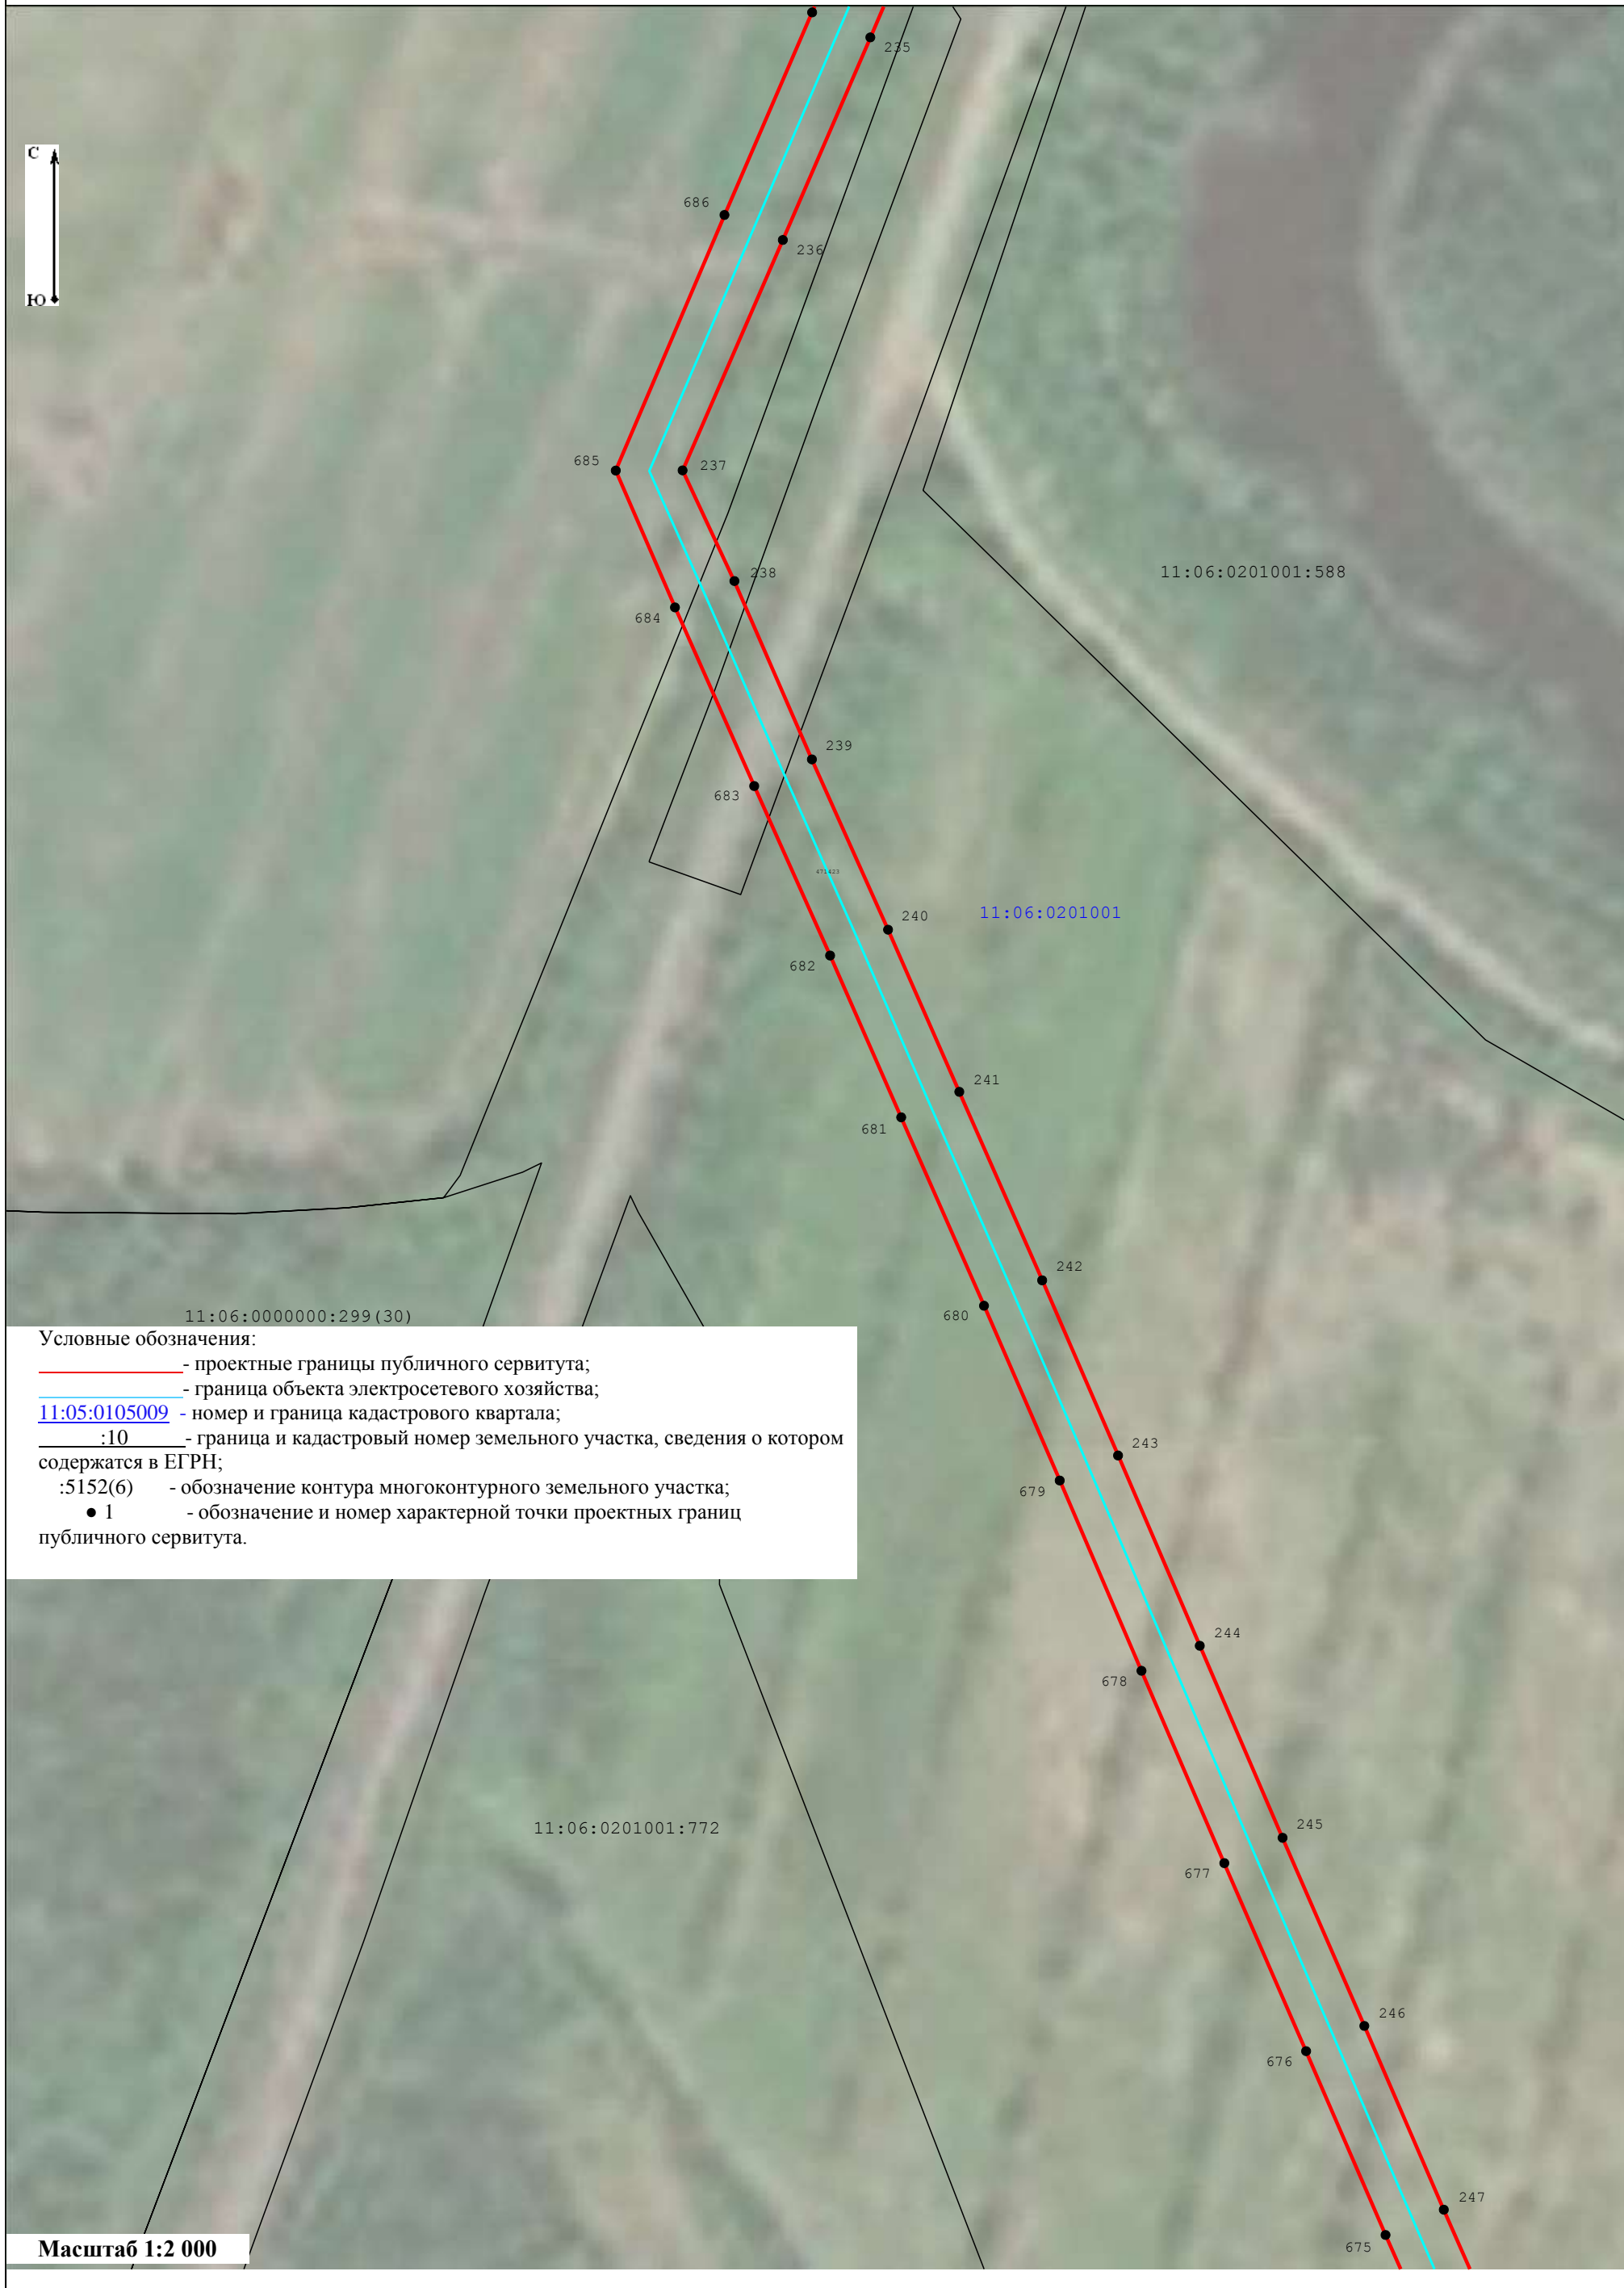 235
С
686
236
Ю
685
237
11:06:0201001:588
238
684
239
683
471423
240
11:06:0201001
682
241
681
242
680
11:06:0000000:299(30)
Условные обозначения:
- проектные границы публичного сервитута;
- граница объекта электросетевого хозяйства;
11:05:0105009 - номер и граница кадастрового квартала;
:10 - граница и кадастровый номер земельного участка, сведения о котором
содержатся в ЕГРН;
:5152(6) - обозначение контура многоконтурного земельного участка;
● 1 - обозначение и номер характерной точки проектных границ
публичного сервитута.
243
679
244
678
245
11:06:0201001:772
677
246
676
247
675
Масштаб 1:2 000